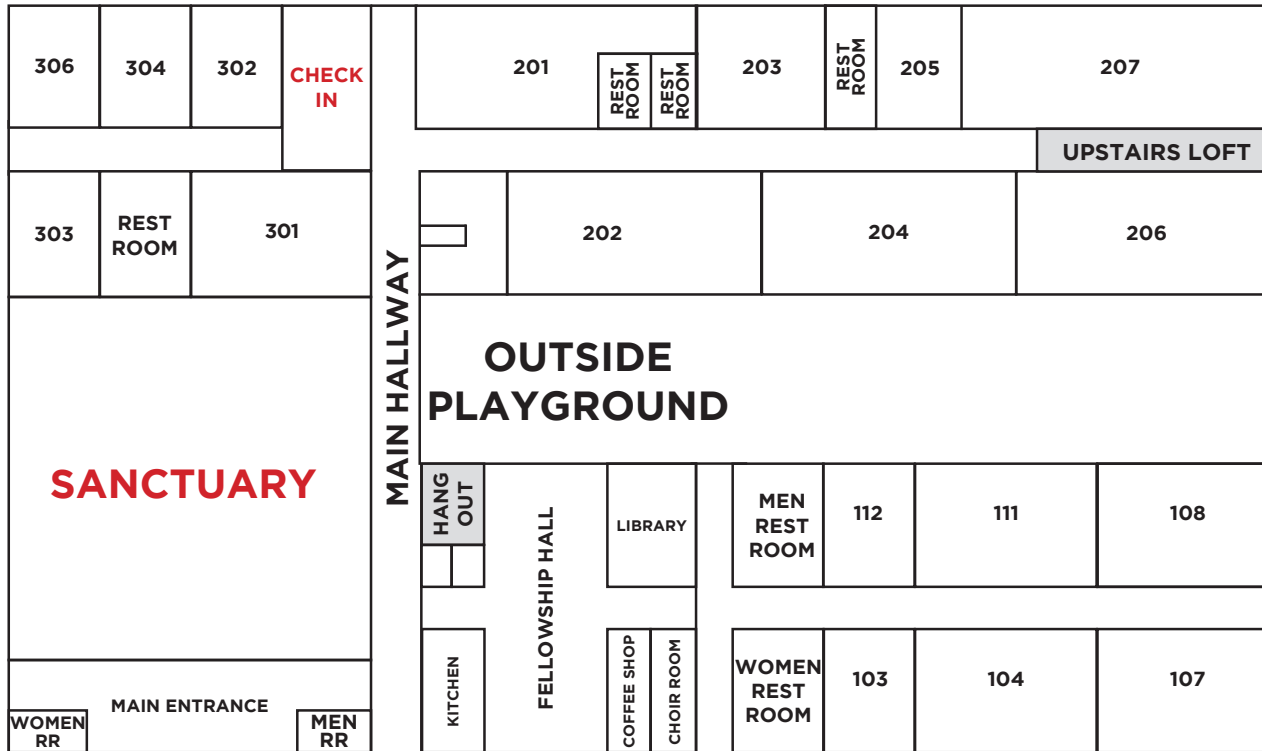 306
304
302
CHECK
IN
201
REST
ROOM
REST
ROOM
203
REST
ROOM
205
207
UPSTAIRS LOFT
303
REST
ROOM
301
202
204
206
MAIN HALLWAY
OUTSIDE
PLAYGROUND
SANCTUARY
HANG
OUT
FELLOWSHIP HALL
LIBRARY
MEN
REST
ROOM
112
111
108
KITCHEN
COFFEE SHOP
CHOIR ROOM
WOMEN
REST
ROOM
103
104
107
MAIN ENTRANCE
WOMEN
RR
MEN
RR